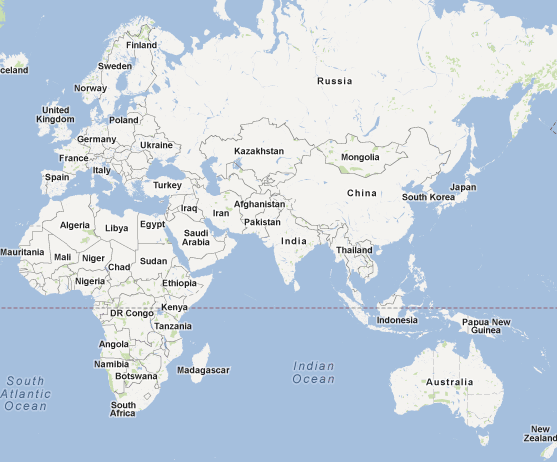 Finland
Sweden
celand
Russia
Norway
United
Kingdom
Poland
Germany
Ukraine
Kazakhstan
France
Mongolia
Italy
Spain
Turkey
Japan
China
South Korea
Afghanistan
Iraq
Iran
Pakistan
Algeria
Libya
Egypt
Saudi
Arabia
India
Mauritania
Mali
Niger
Chad
Sudan
Thailand
Nigeria
Ethiopia
Kenya
DR Congo
Indonesia
Papua New
Guinea
Tanzania
Angola
Namibia
Botswana
Madagascar
Indian
Ocean
South
Atlantic
Ocean
Australia
South
Africa
New
Zealand